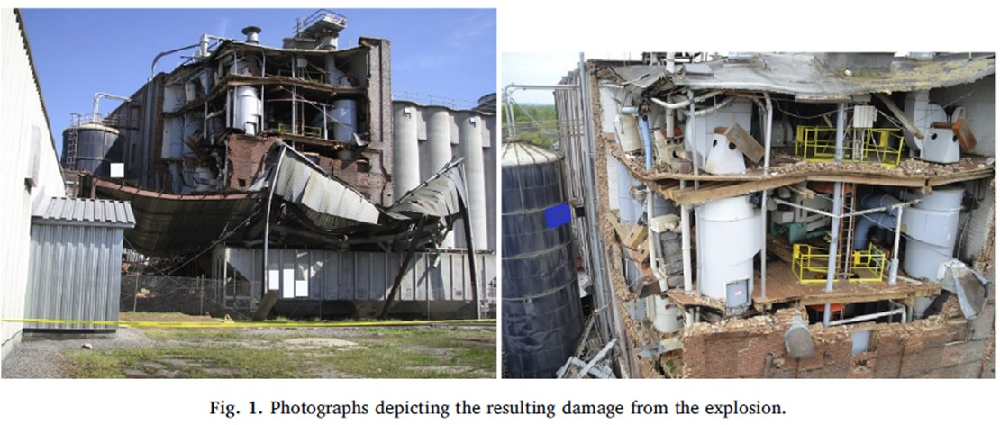 Fig. 1. Photographs depicting the resulting damage from the explosion.